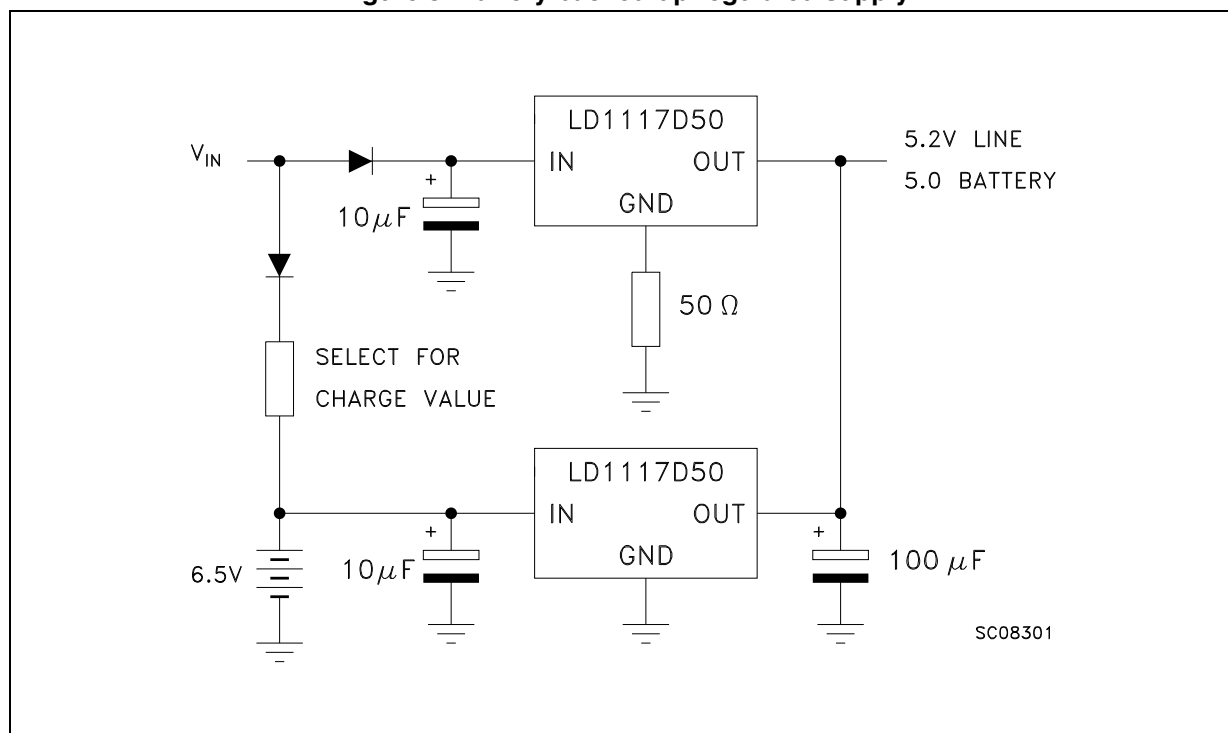 V_IN
LD1117D50
IN OUT
GND
10μF
+
5.2V LINE
5.0 BATTERY
50 Ω
SELECT FOR
CHARGE VALUE
LD1117D50
IN OUT
GND
6.5V
+
10μF
+
100 μF
SC08301